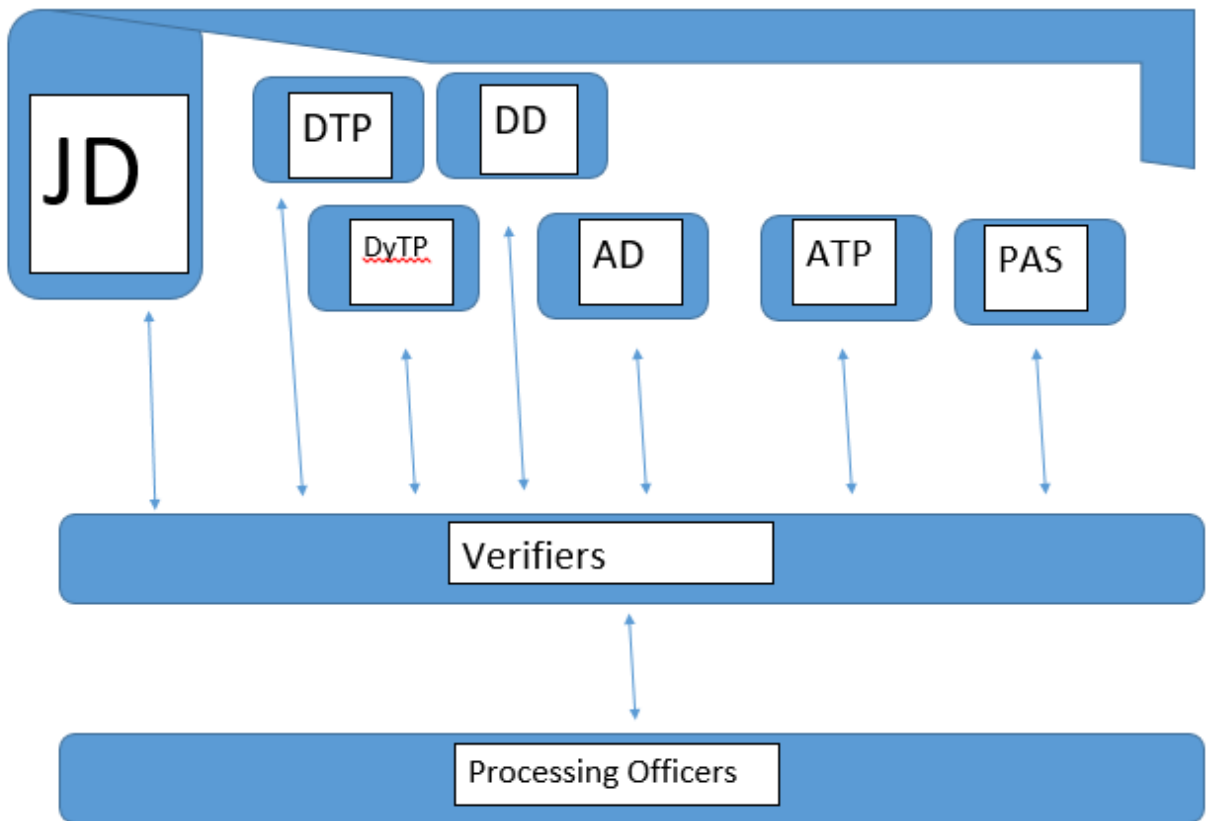 JD
DTP
DD
DyTP
AD
ATP
PAS
Verifiers
Processing Officers